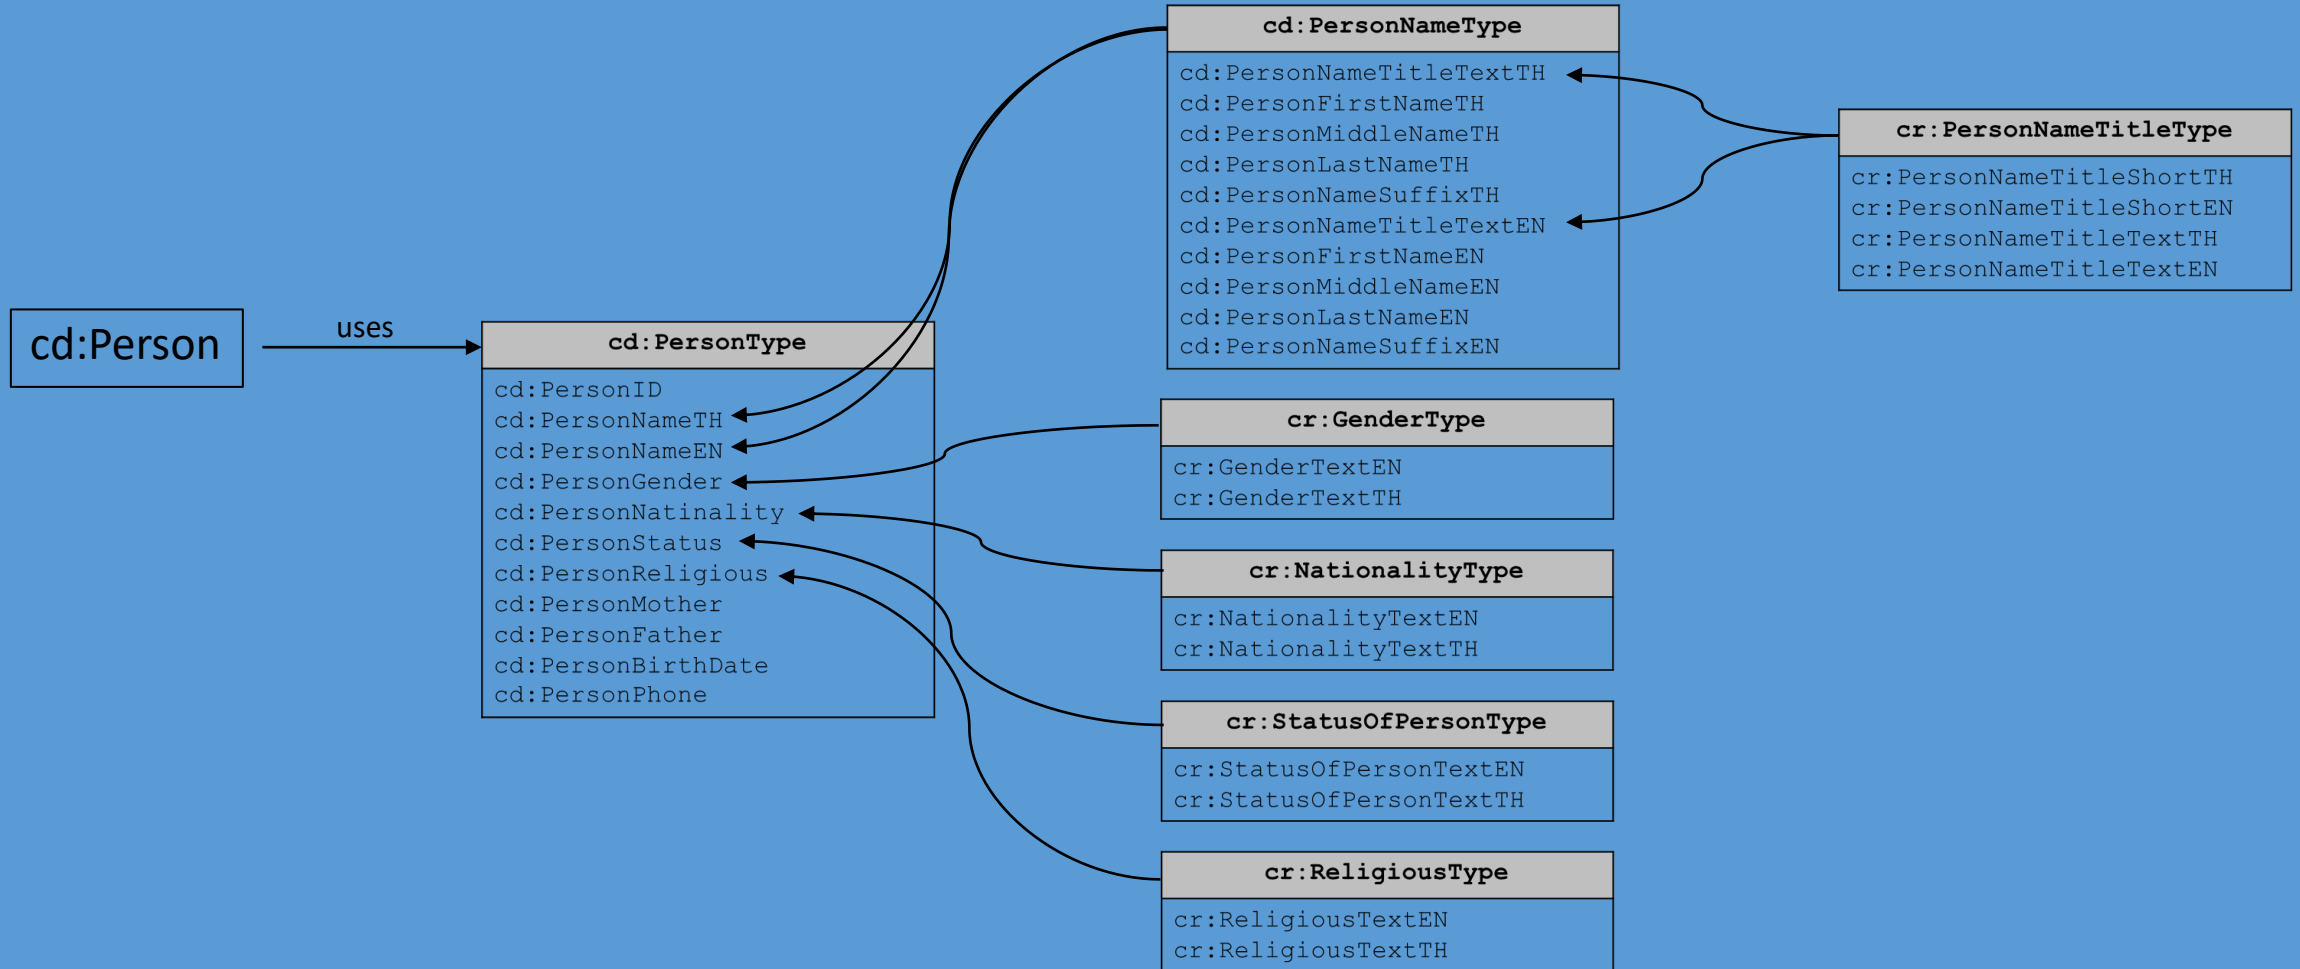 cd:Person
uses
cd:PersonType
cd:PersonID
cd:PersonNameTH
cd:PersonNameEN
cd:PersonGender
cd:PersonNatinality
cd:PersonStatus
cd:PersonReligious
cd:PersonMother
cd:PersonFather
cd:PersonBirthDate
cd:PersonPhone
cd:PersonNameType
cd:PersonNameTitleTextTH
cd:PersonFirstNameTH
cd:PersonMiddleNameTH
cd:PersonLastNameTH
cd:PersonNameSuffixTH
cd:PersonNameTitleTextEN
cd:PersonFirstNameEN
cd:PersonMiddleNameEN
cd:PersonLastNameEN
cd:PersonNameSuffixEN
cr:GenderType
cr:GenderTextEN
cr:GenderTextTH
cr:NationalityType
cr:NationalityTextEN
cr:NationalityTextTH
cr:StatusOfPersonType
cr:StatusOfPersonTextEN
cr:StatusOfPersonTextTH
cr:ReligiousType
cr:ReligiousTextEN
cr:ReligiousTextTH
cr:PersonNameTitleType
cr:PersonNameTitleShortTH
cr:PersonNameTitleShortEN
cr:PersonNameTitleTextTH
cr:PersonNameTitleTextEN